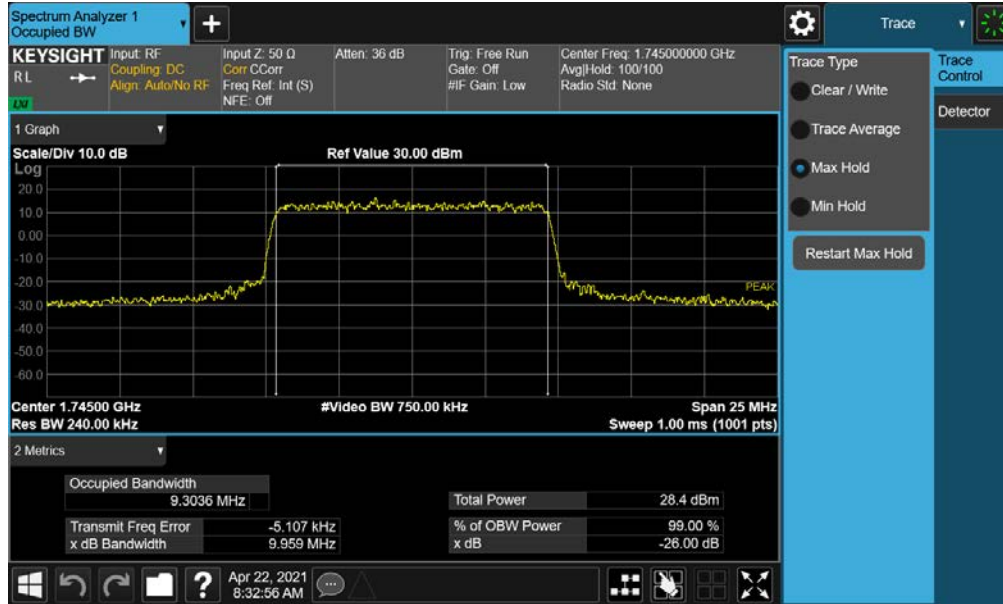 Spectrum Analyzer 1
Occupied BW
+
Trace
KEYSIGHT
RL
LXI
Input: RF
Coupling: DC
Align: Auto/No RF
Input Z: 50 Ω
Corr CCorr
Freq Ref: Int (S)
NFE: Off
Atten: 36 dB
Trig: Free Run
Gate: Off
#IF Gain: Low
Center Freq: 1.745000000 GHz
Avg|Hold: 100/100
Radio Std: None
Trace Type
Clear / Write
Trace Average
Max Hold
Min Hold
Restart Max Hold
Trace
Control
Detector
1 Graph
Scale/Div 10.0 dB
Ref Value 30.00 dBm
Log
20.0
10.0
0.00
-10.0
-20.0
-30.0
-40.0
-50.0
-60.0
PEAK
Center 1.74500 GHz
#Video BW 750.00 kHz
Span 25 MHz
Res BW 240.00 kHz
Sweep 1.00 ms (1001 pts)
2 Metrics
Occupied Bandwidth
9.3036 MHz
Total Power 28.4 dBm
Transmit Freq Error -5.107 kHz
% of OBW Power 99.00 %
x dB Bandwidth 9.959 MHz
x dB -26.00 dB
?
Apr 22, 2021
8:32:56 AM